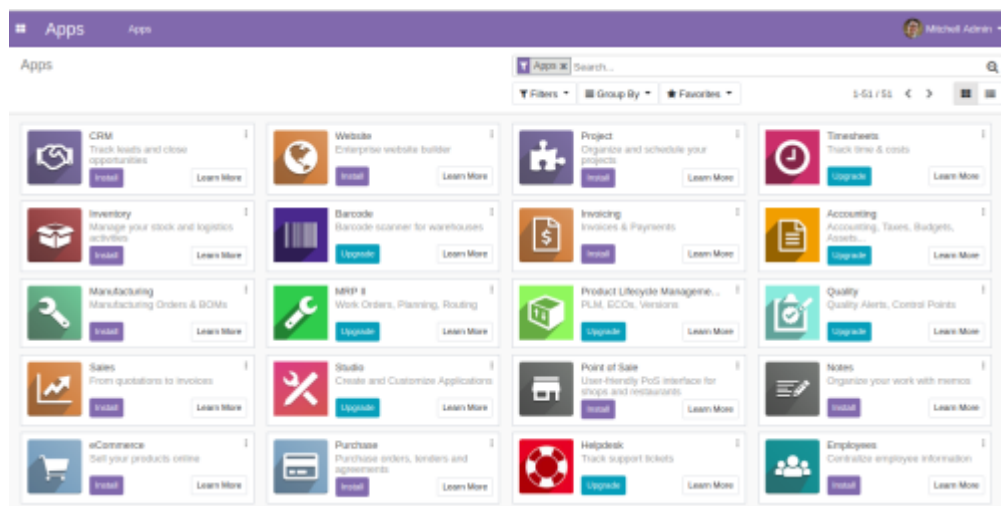 Apps Apps Mitchell Admin
Apps
Apps Search...
Filters Group By Favorites 1-51 / 51
CRM
Track leads and close
opportunities
Install Learn More
Website
Enterprise website builder
Install Learn More
Project
Organize and schedule your
projects
Install Learn More
Timesheets
Track time & costs
Upgrade Learn More
Inventory
Manage your stock and logistics
activities
Install Learn More
Barcode
Barcode scanner for warehouses
Upgrade Learn More
Invoicing
Invoices & Payments
Install Learn More
Accounting
Accounting, Taxes, Budgets,
Assets...
Upgrade Learn More
Manufacturing
Manufacturing Orders & BOMs
Install Learn More
MRP II
Work Orders, Planning, Routing
Upgrade Learn More
Product Lifecycle Manageme...
PLM, ECOs, Versions
Upgrade Learn More
Quality
Quality Alerts, Control Points
Upgrade Learn More
Sales
From quotations to invoices
Install Learn More
Studio
Create and Customize Applications
Upgrade Learn More
Point of Sale
User-friendly PoS interface for
shops and restaurants
Install Learn More
Notes
Organize your work with memos
Install Learn More
eCommerce
Sell your products online
Install Learn More
Purchase
Purchase orders, tenders and
agreements
Install Learn More
Helpdesk
Track support tickets
Upgrade Learn More
Employees
Centralize employee information
Install Learn More